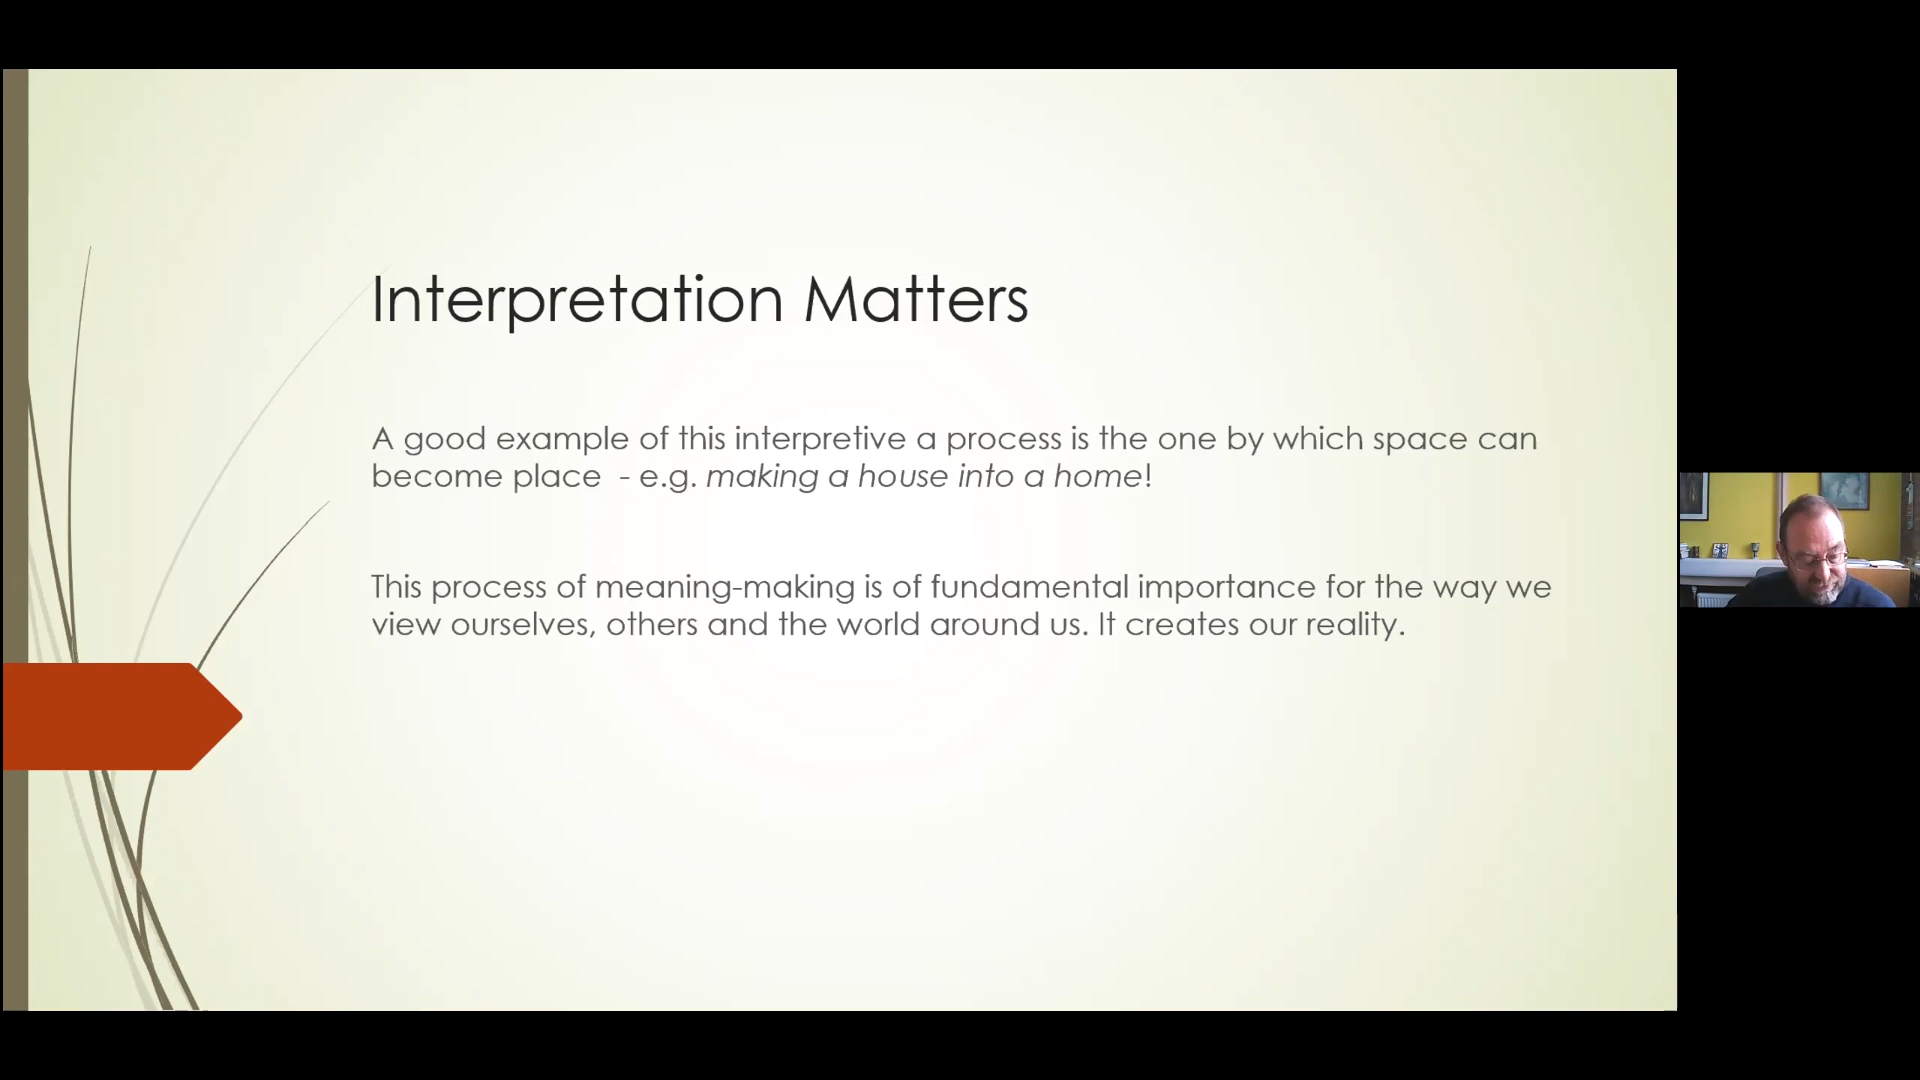 Interpretation Matters
A good example of this interpretive a process is the one by which space can
become place  - e.g. making a house into a home!
This process of meaning-making is of fundamental importance for the way we
view ourselves, others and the world around us. It creates our reality.